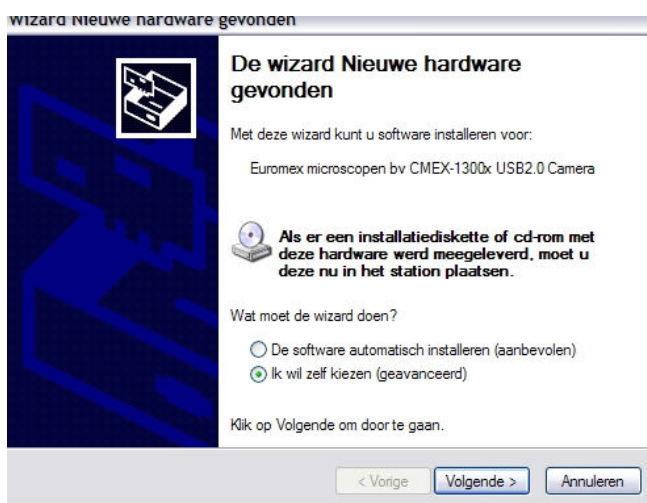 Wizard Nieuwe hardware gevonden
De wizard Nieuwe hardware
gevonden
Met deze wizard kunt u software installeren voor:
Euromex microscopen bv CMEX-1300x USB2.0 Camera
Als er een installatiediskette of cd-rom met
deze hardware werd meegeleverd, moet u
deze nu in het station plaatsen.
Wat moet de wizard doen?
De software automatisch installeren (aanbevolen)
Ik wil zelf kiezen (geavanceerd)
Klik op Volgende om door te gaan.
< Vorige Volgende > Annuleren